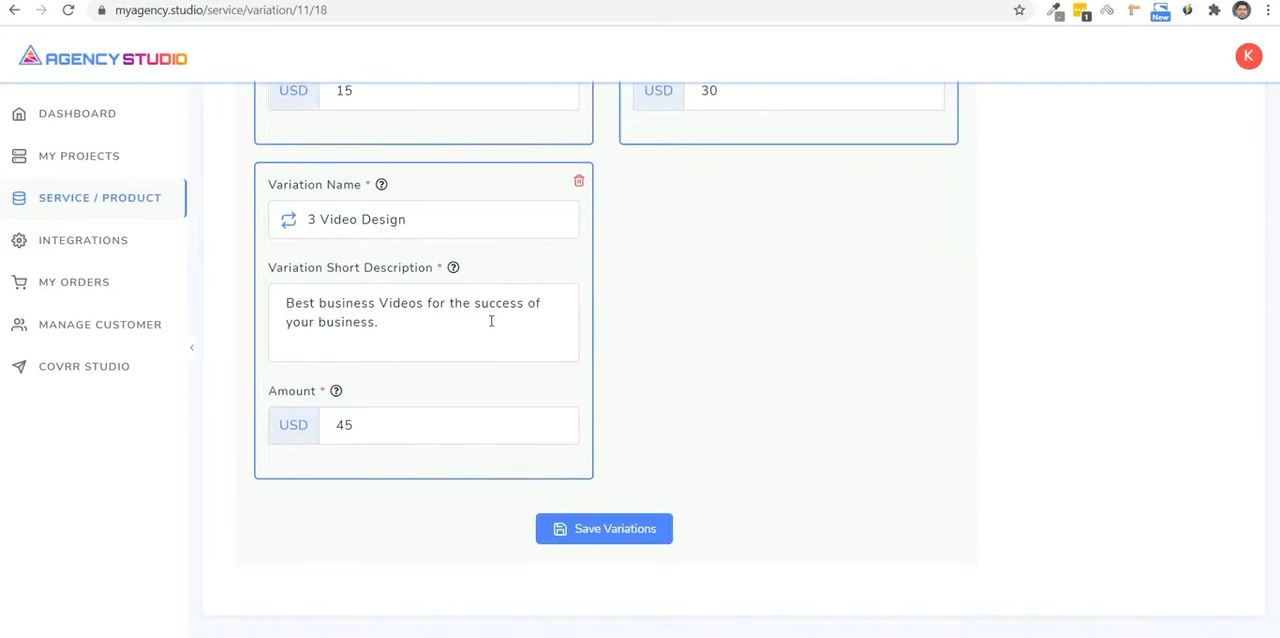 myagency.studio/service/variation/11/18
1
New
AGENCY STUDIO
K
DASHBOARD
MY PROJECTS
SERVICE / PRODUCT
INTEGRATIONS
MY ORDERS
MANAGE CUSTOMER
COVRR STUDIO
USD 15
USD 30
Variation Name *
3 Video Design
Variation Short Description *
Best business Videos for the success of
your business.
Amount *
USD 45
Save Variations